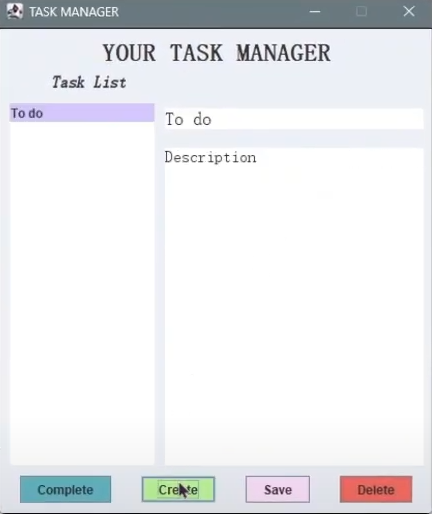 TASK MANAGER
YOUR TASK MANAGER
Task List
To do
To do
Description
Complete
Create
Save
Delete